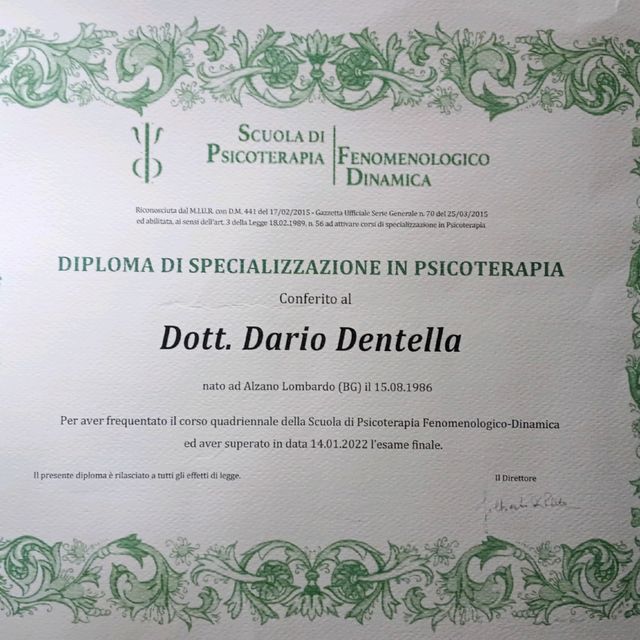 SCUOLA DI
PSICOTERAPIA
FENOMENOLOGICO
DINAMICA
Riconosciuta dal M.I.U.R. con D.M. 441 del 17/02/2015 - Gazzetta Ufficiale Serie Generale n. 70 del 25/03/2015
ed abilitata, ai sensi dell'art. 3 della Legge 18.02.1989, n. 56 ad attivare corsi di specializzazione in Psicoterapia
DIPLOMA DI SPECIALIZZAZIONE IN PSICOTERAPIA
Conferito al
Dott. Dario Dentella
nato ad Alzano Lombardo (BG) il 15.08.1986
Per aver frequentato il corso quadriennale della Scuola di Psicoterapia Fenomenologico-Dinamica
ed aver superato in data 14.01.2022 l'esame finale.
Il presente diploma è rilasciato a tutti gli effetti di legge.
Il Direttore